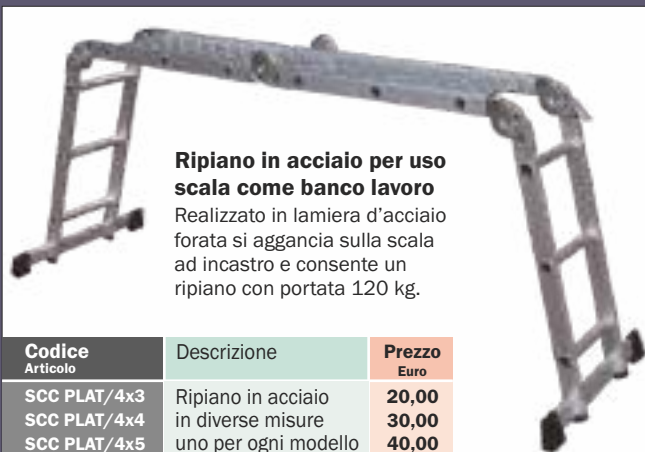 Ripiano in acciaio per uso
scala come banco lavoro
Realizzato in lamiera d'acciaio
forata si aggancia sulla scala
ad incastro e consente un
ripiano con portata 120 kg.
Codice Descrizione Prezzo
Articolo Euro
SCC PLAT/4x3 Ripiano in acciaio 20,00
SCC PLAT/4x4 in diverse misure 30,00
SCC PLAT/4x5 uno per ogni modello 40,00